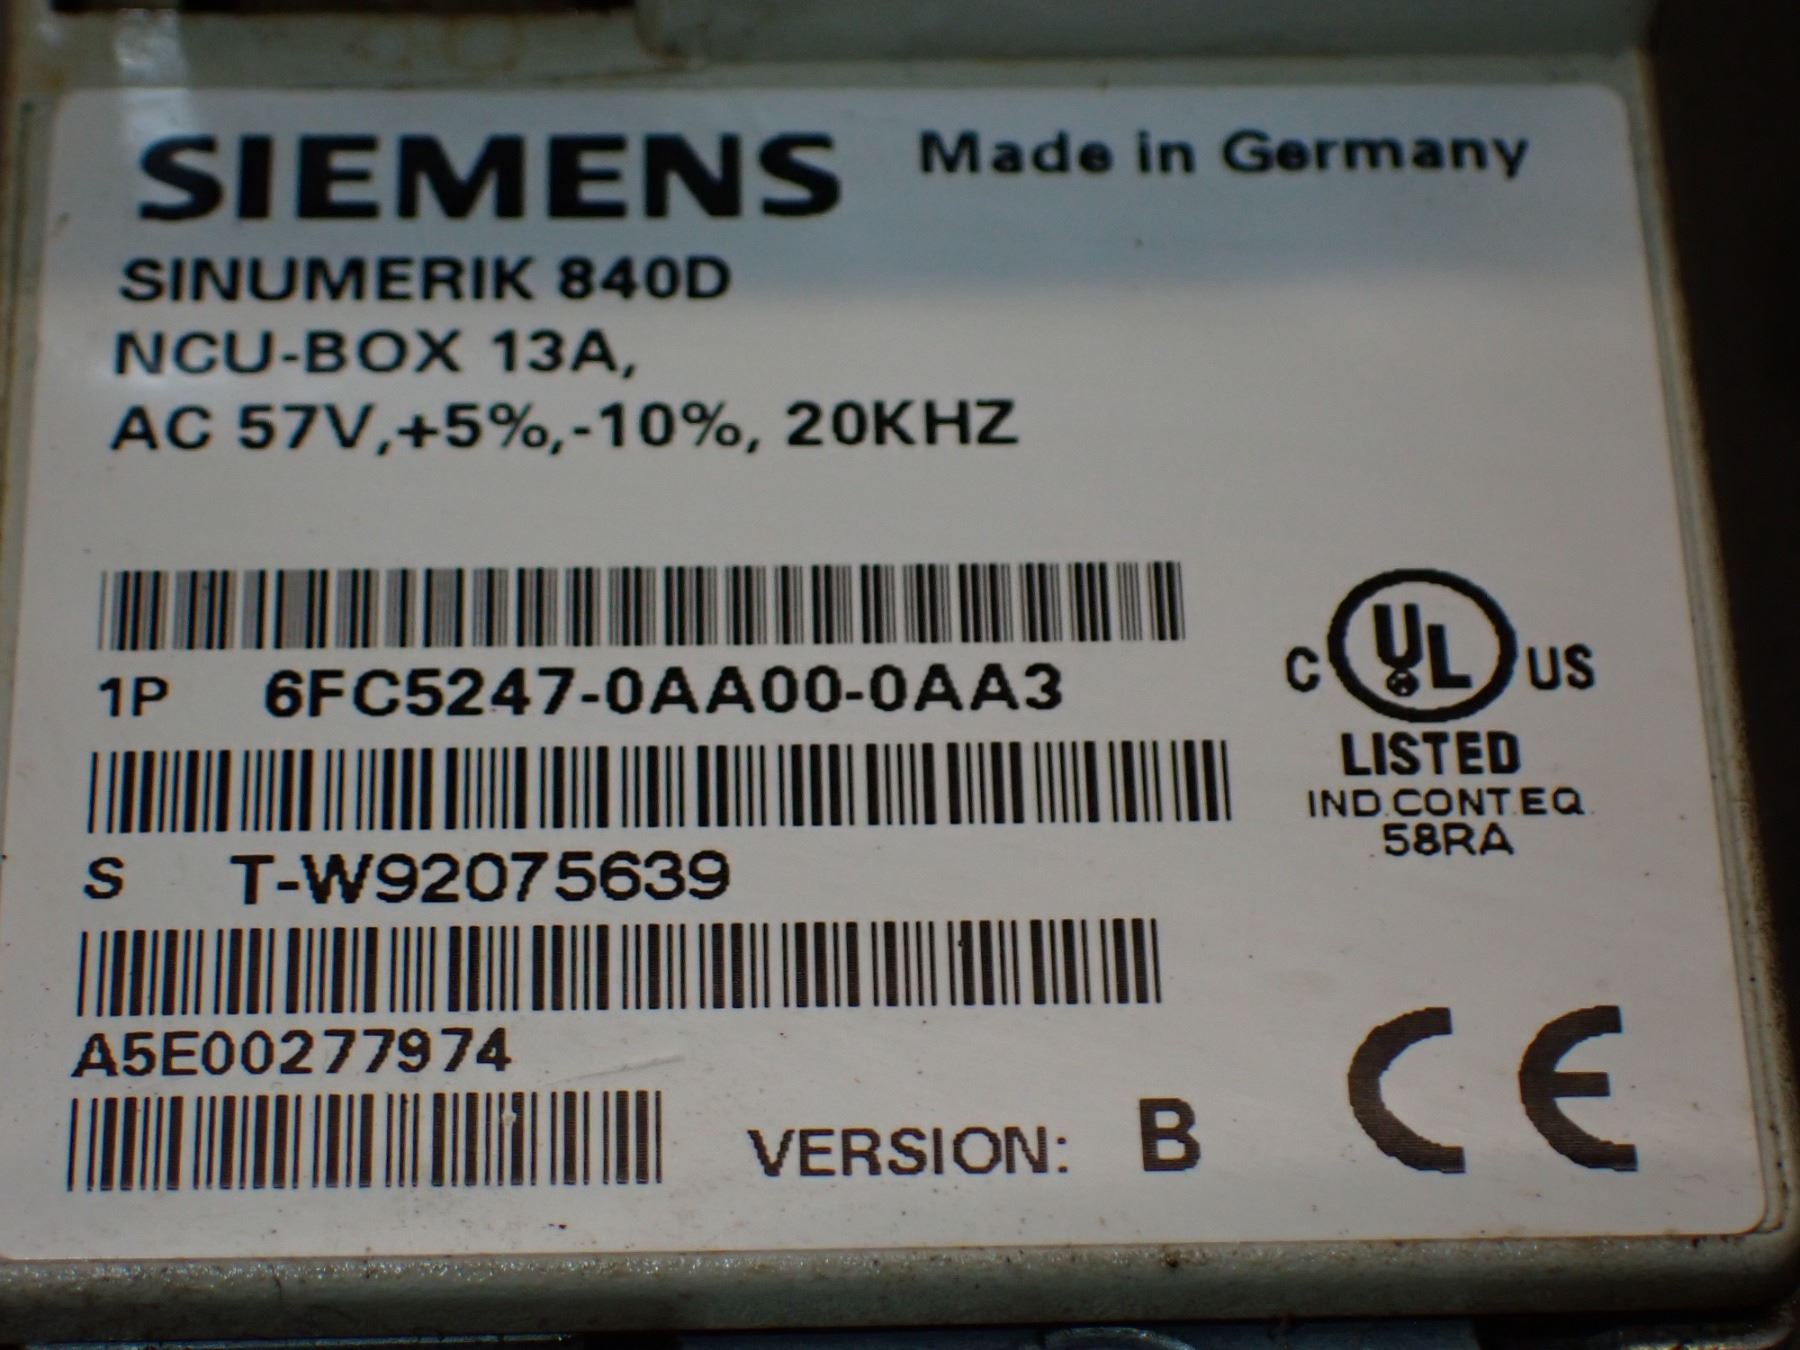 SIEMENS Made in Germany
SINUMERIK 840D
NCU-BOX 13A,
AC 57V,+5%,-10%, 20KHZ
1P 6FC5247-0AA00-0AA3
C UL US
LISTED
IND.CONT.EQ.
58RA
S T-W92075639
A5E00277974
VERSION: B
CE